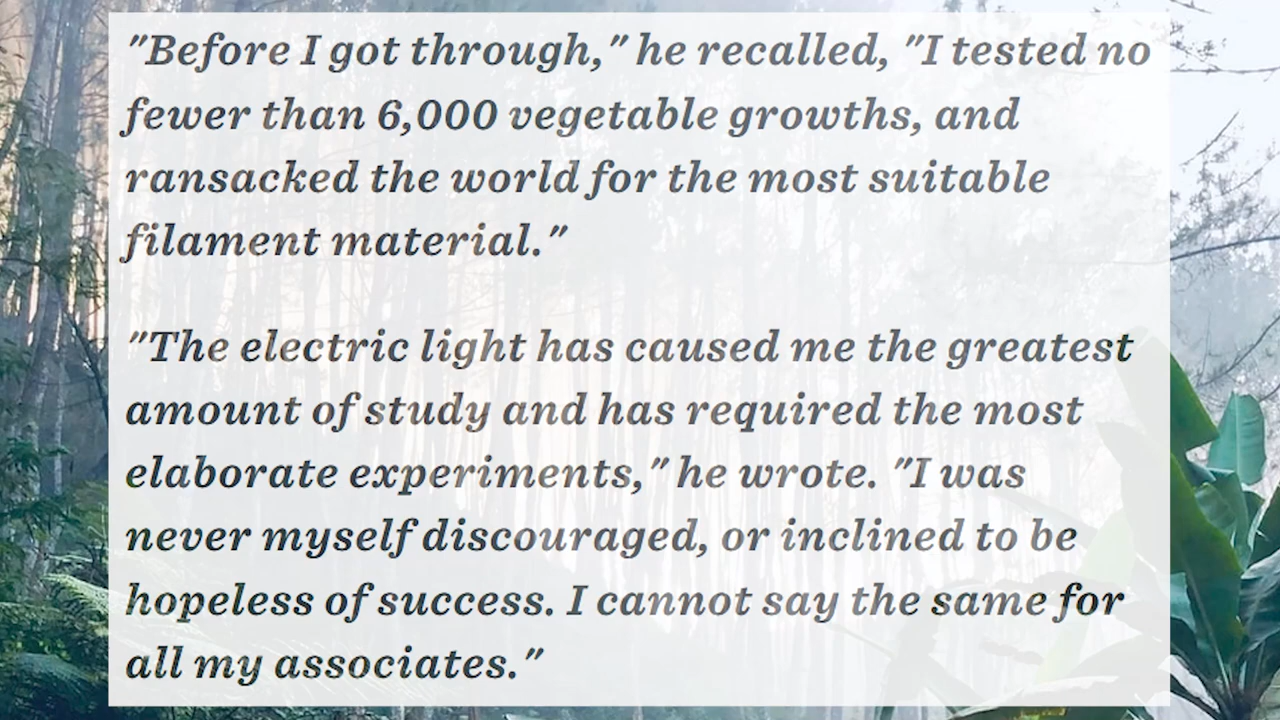 "Before I got through," he recalled, "I tested no
fewer than 6,000 vegetable growths, and
ransacked the world for the most suitable
filament material."
"The electric light has caused me the greatest
amount of study and has required the most
elaborate experiments," he wrote. "I was
never myself discouraged, or inclined to be
hopeless of success. I cannot say the same for
all my associates."